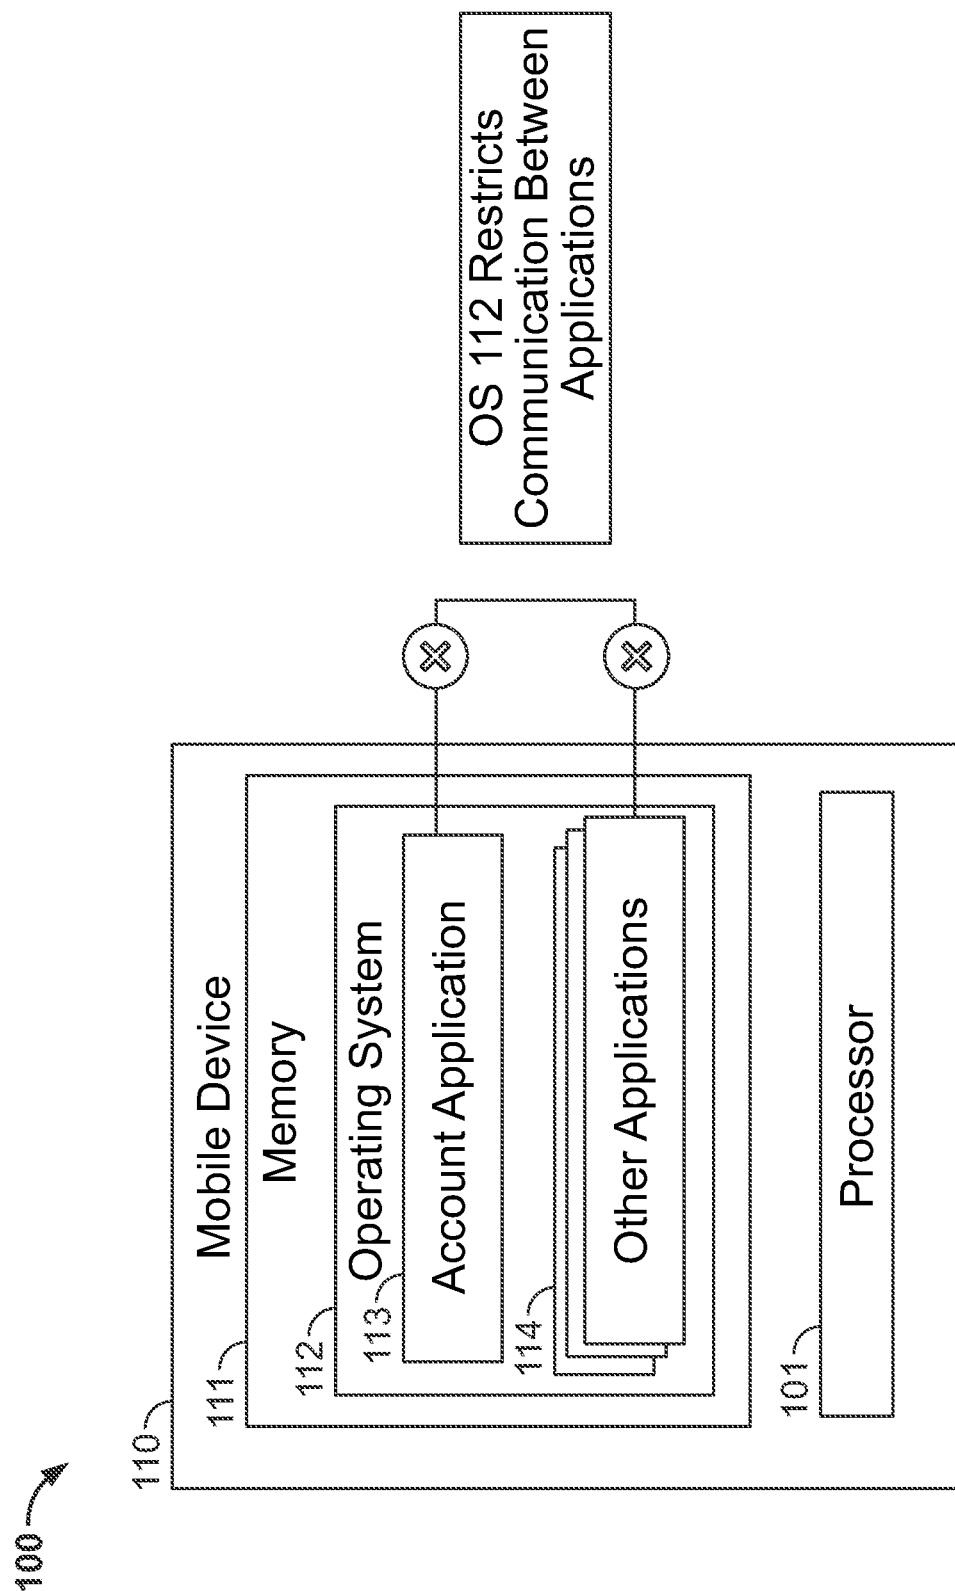 100
110
Mobile Device
111
Memory
112
Operating System
113
Account Application
114
Other Applications
101
Processor
OS 112 Restricts
Communication Between
Applications